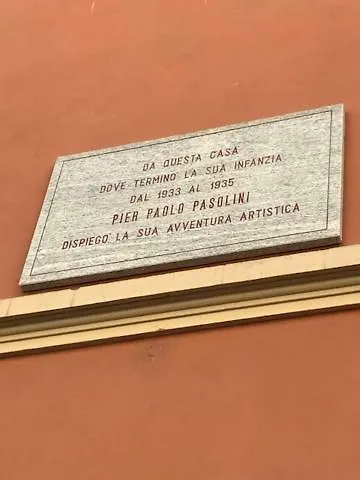 DA QUESTA CASA
DOVE TERMINÒ LA SUA INFANZIA
DAL 1933 AL 1935
PIER PAOLO PASOLINI
DISPIEGO' LA SUA AVVENTURA ARTISTICA